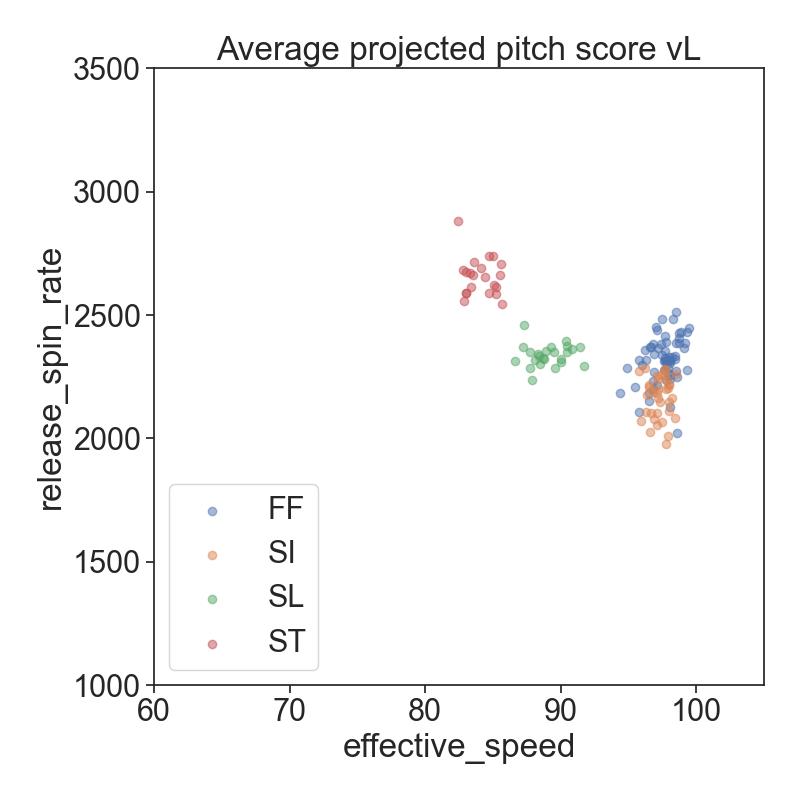 Average projected pitch score vL
release_spin_rate
3500
3000
2500
2000
1500
1000
FF
SI
SL
ST
60
70
80
90
100
effective_speed